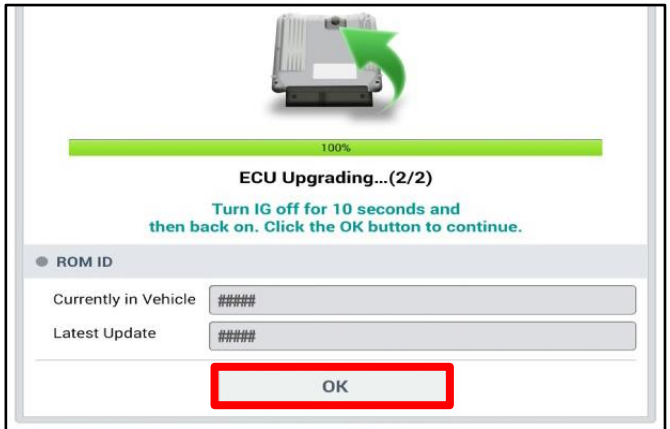 100%
ECU Upgrading...(2/2)
Turn IG off for 10 seconds and
then back on. Click the OK button to continue.
ROM ID
Currently in Vehicle #####
Latest Update #####
OK